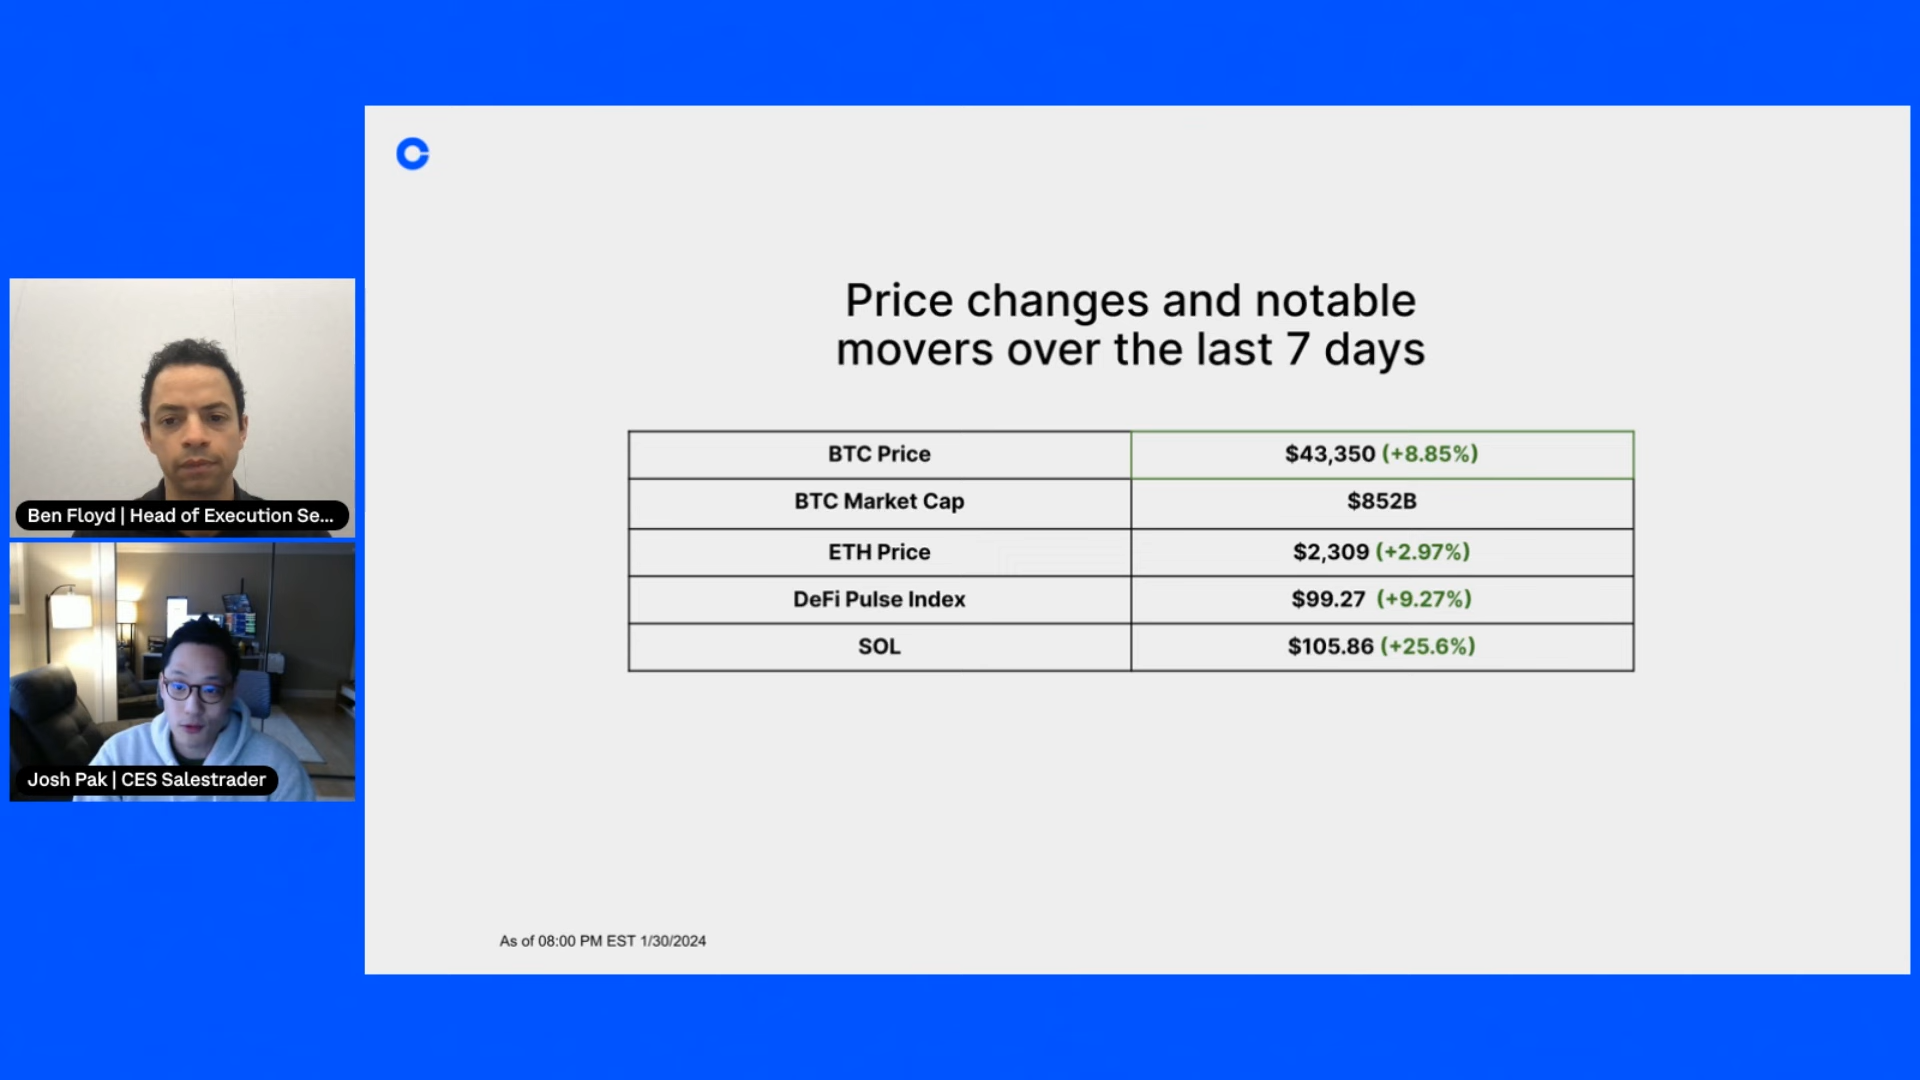 Price changes and notable
movers over the last 7 days
BTC Price $43,350 (+8.85%)
BTC Market Cap $852B
ETH Price $2,309 (+2.97%)
DeFi Pulse Index $99.27 (+9.27%)
SOL $105.86 (+25.6%)
As of 08:00 PM EST 1/30/2024
Ben Floyd | Head of Execution Se...
Josh Pak | CES Salestrader